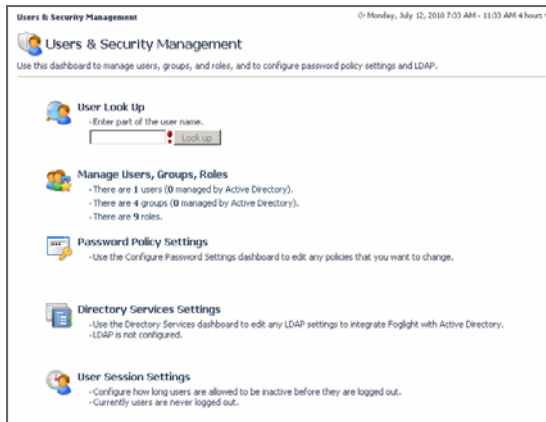 Users & Security Management
Monday, July 12, 2010 7:33 AM - 11:33 AM 4 hours
Users & Security Management
Use this dashboard to manage users, groups, and roles, and to configure password policy settings and LDAP.
User Look Up
-Enter part of the user name.
Look up
Manage Users, Groups, Roles
-There are 1 users (0 managed by Active Directory).
-There are 4 groups (0 managed by Active Directory).
-There are 9 roles.
Password Policy Settings
-Use the Configure Password Settings dashboard to edit any policies that you want to change.
Directory Services Settings
-Use the Directory Services dashboard to edit any LDAP settings to integrate Foglight with Active Directory.
-LDAP is not configured.
User Session Settings
-Configure how long users are allowed to be inactive before they are logged out.
-Currently users are never logged out.